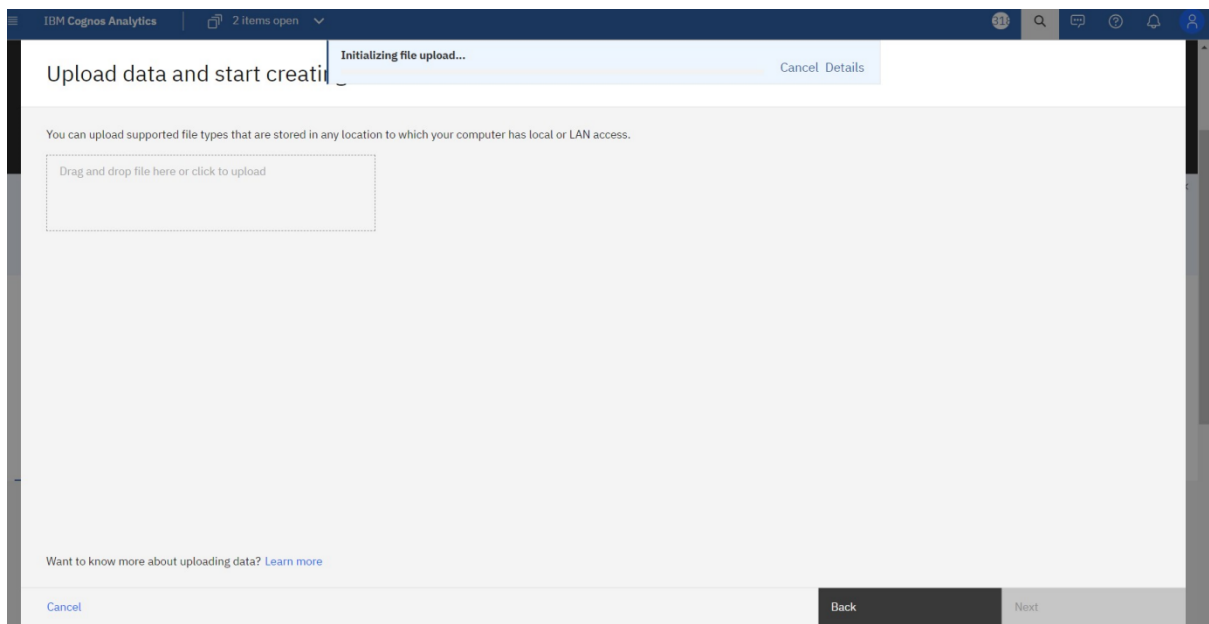 IBM Cognos Analytics
2 items open
Initializing file upload...
Cancel Details
Upload data and start
You can upload supported file types that are stored in any location to which your computer has local or LAN access.
Drag and drop file here or click to upload
Want to know more about uploading data? Learn more
Cancel
Back
Next